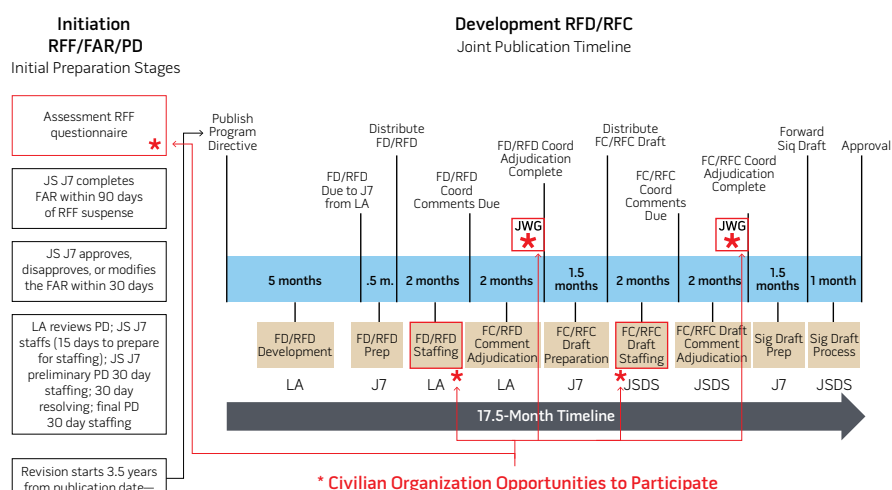 Initiation
RFF/FAR/PD
Initial Preparation Stages
Development RFD/RFC
Joint Publication Timeline
Assessment RFF
questionnaire
*
JS J7 completes
FAR within 90 days
of RFF suspense
JS J7 approves,
disapproves, or modifies
the FAR within 30 days
LA reviews PD; JS J7
staffs (15 days to prepare
for staffing); JS J7
preliminary PD 30 day
staffing; 30 day
resolving; final PD
30 day staffing
Revision starts 3.5 years
from publication date—
Publish
Program
Directive
FD/RFD
Due to J7
from LA
Distribute
FD/RFD
FD/RFD
Coord
Comments Due
FD/RFD Coord
Adjudication
Complete
JWG
*
Distribute
FC/RFC Draft
FC/RFC
Coord
Comments
Due
FC/RFC Coord
Adjudication
Complete
JWG
*
Forward
Siq Draft
Approval
5 months
.5 m.
2 months
2 months
1.5
months
2 months
2 months
1.5
months
1 month
FD/RFD
Development
FD/RFD
Prep
FD/RFD
Staffing
*
FC/RFD
Comment
Adjudication
FC/RFC
Draft
Preparation
FC/RFC
Draft
Staffing
*
FC/RFC Draft
Comment
Adjudication
Sig Draft
Prep
Sig Draft
Process
LA
J7
LA
LA
J7
JSDS
JSDS
J7
JSDS
17.5-Month Timeline
* Civilian Organization Opportunities to Participate